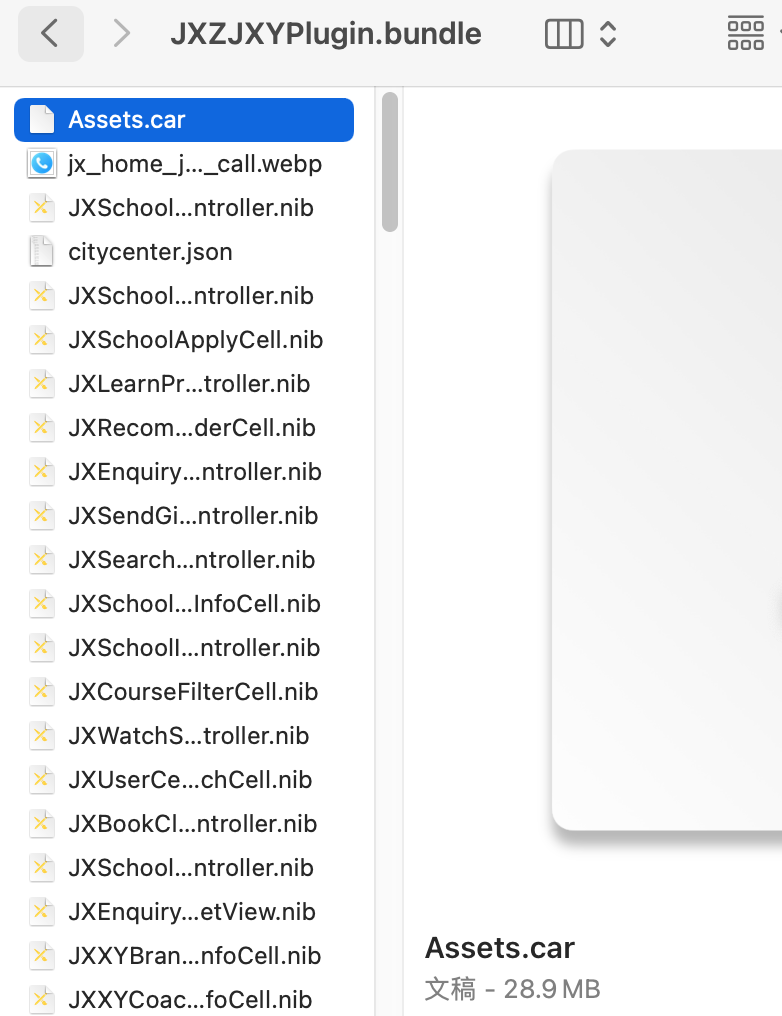 JXZJXYPlugin.bundle
Assets.car
jx_home_j..._call.webp
JXSchool...ntroller.nib
citycenter.json
JXSchool...ntroller.nib
JXSchoolApplyCell.nib
JXLearnPr...troller.nib
JXRecom...derCell.nib
JXEnquiry...ntroller.nib
JXSendGi...ntroller.nib
JXSearch...ntroller.nib
JXSchool...InfoCell.nib
JXSchoolI...ntroller.nib
JXCourseFilterCell.nib
JXWatchS...troller.nib
JXUserCe...chCell.nib
JXBookCl...ntroller.nib
JXSchool...ntroller.nib
JXEnquiry...etView.nib
JXXYBran...nfoCell.nib
JXXYCoac...foCell.nib
Assets.car
文稿 - 28.9 MB